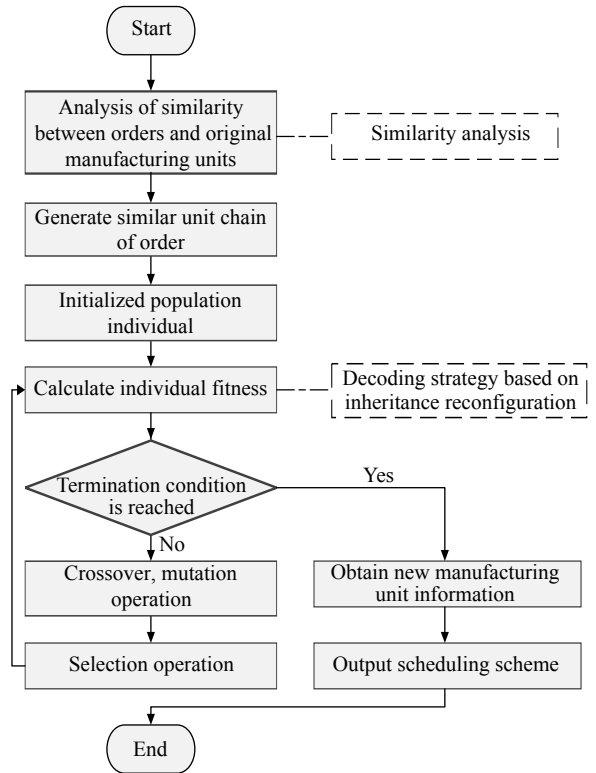 Start
Analysis of similarity
between orders and original
manufacturing units
Similarity analysis
Generate similar unit chain
of order
Initialized population
individual
Calculate individual fitness
Decoding strategy based on
inheritance reconfiguration
Termination condition
is reached
Yes
No
Crossover, mutation
operation
Obtain new manufacturing
unit information
Selection operation
Output scheduling scheme
End